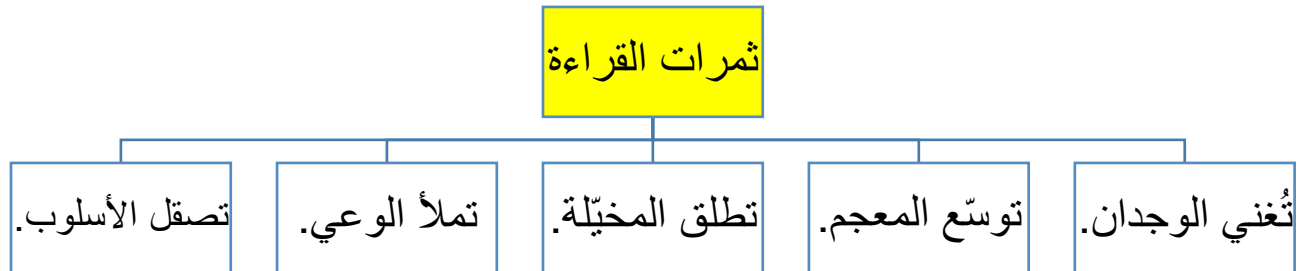 ثمرات القراءة
تُغني الوجدان.
توسّع المعجم.
تطلق المخيّلة.
تملأ الوعي.
تصقل الأسلوب.